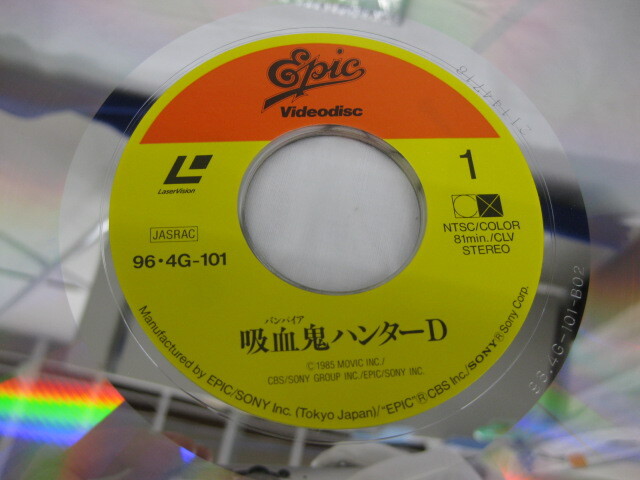 Epic
Videodisc
LaserVision
1
JASRAC
NTSC/COLOR
81min./CLV
STEREO
96・4G-101
バンパイア
吸血鬼ハンターD
©1985 MOVIC INC./
CBS/SONY GROUP INC./EPIC/SONY INC.
Manufactured by EPIC/SONY Inc. (Tokyo Japan)/"EPIC"® CBS Inc./SONY® Sony Corp.